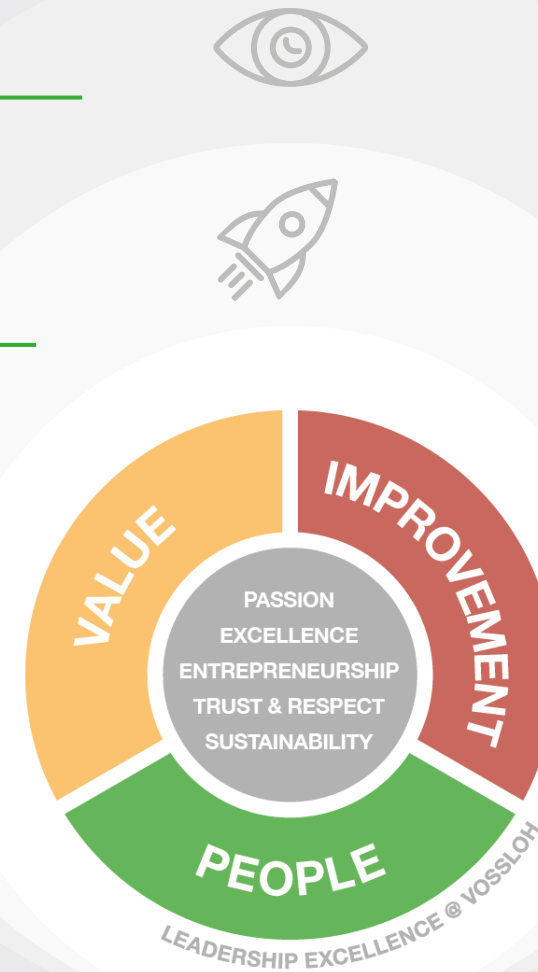 VALUE
IMPROVEMENT
PASSION
EXCELLENCE
ENTREPRENEURSHIP
TRUST & RESPECT
SUSTAINABILITY
PEOPLE
LEADERSHIP EXCELLENCE @ VOSSLOH